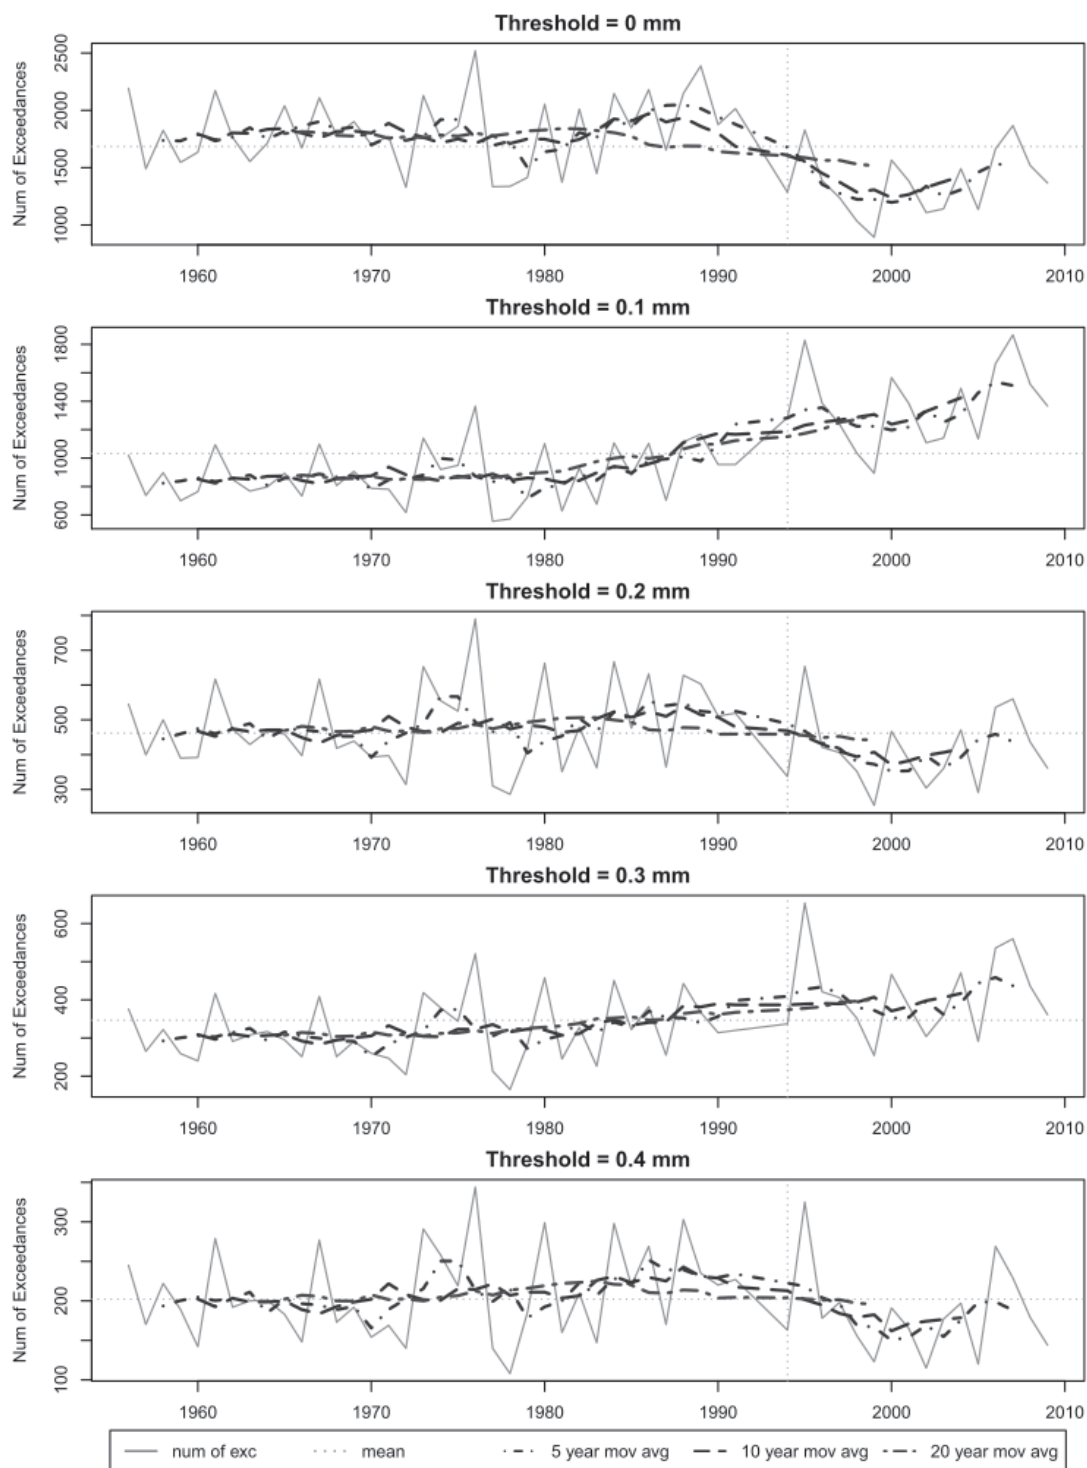 Threshold = 0 mm
Num of Exceedances
2500
2000
1500
1000
1960 1970 1980 1990 2000 2010
Threshold = 0.1 mm
Num of Exceedances
1800
1400
1000
600
1960 1970 1980 1990 2000 2010
Threshold = 0.2 mm
Num of Exceedances
700
500
300
1960 1970 1980 1990 2000 2010
Threshold = 0.3 mm
Num of Exceedances
600
400
200
1960 1970 1980 1990 2000 2010
Threshold = 0.4 mm
Num of Exceedances
300
200
100
1960 1970 1980 1990 2000 2010
num of exc mean 5 year mov avg 10 year mov avg 20 year mov avg